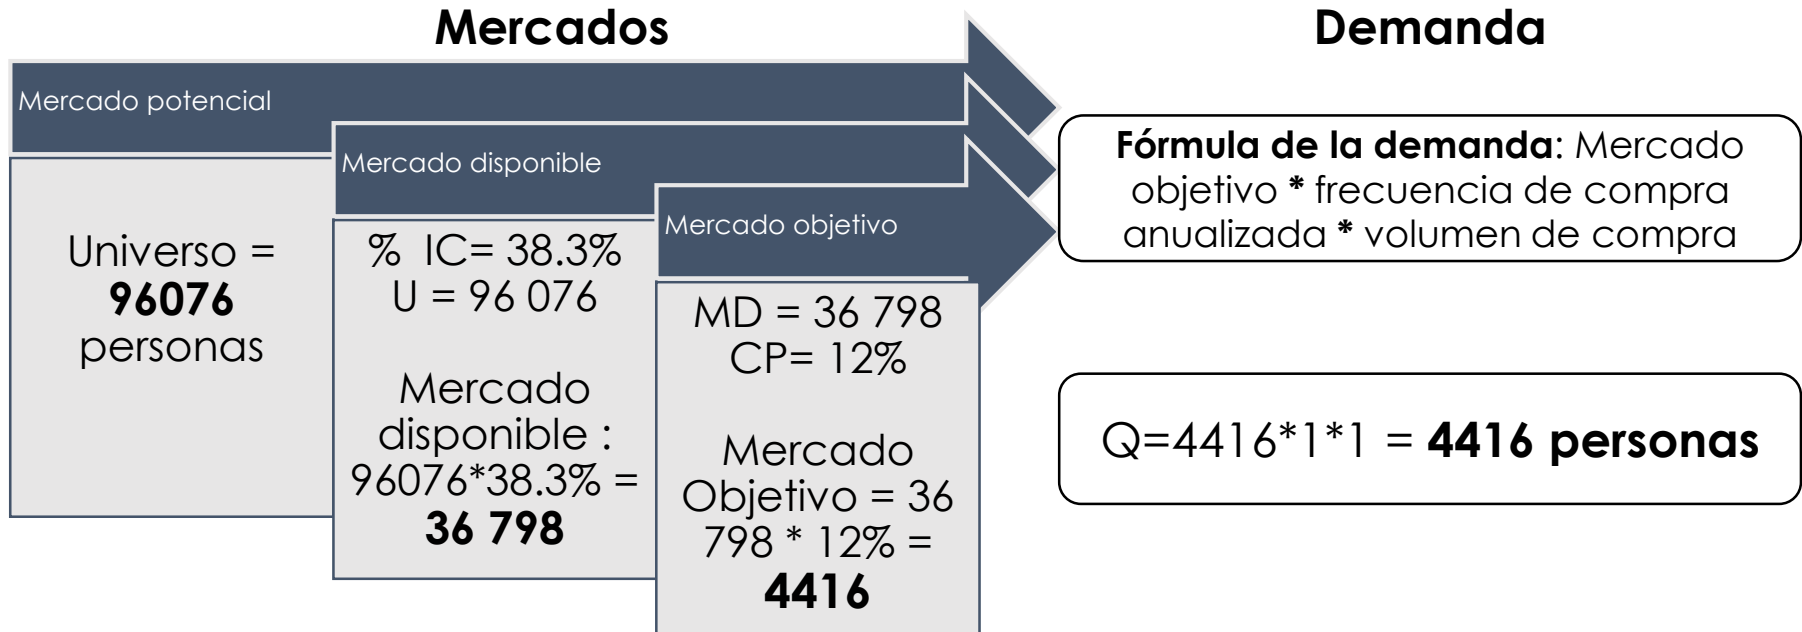 Mercados
Demanda
Mercado potencial
Universo =
96076
personas
Mercado disponible
% IC= 38.3%
U = 96 076
Mercado
disponible :
96076*38.3% =
36 798
Mercado objetivo
MD = 36 798
CP= 12%
Mercado
Objetivo = 36
798 * 12% =
4416
Fórmula de la demanda: Mercado
objetivo * frecuencia de compra
anualizada * volumen de compra
Q=4416*1*1 = 4416 personas